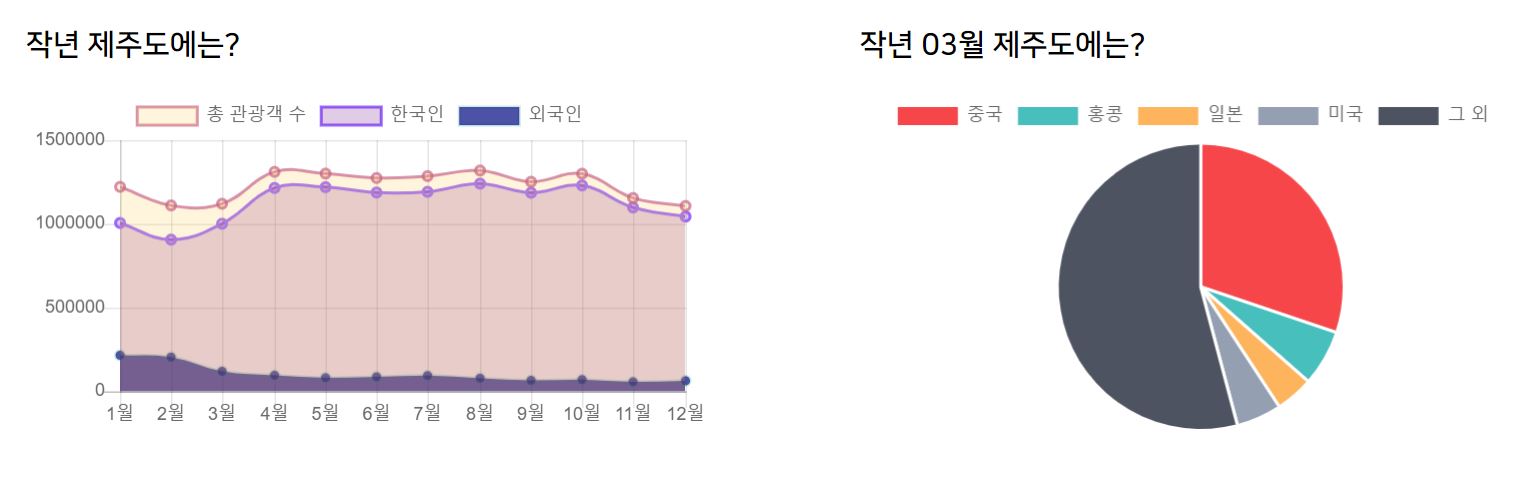 작년 제주도에는?
총 관광객 수 한국인 외국인
1500000
1000000
500000
0
1월 2월 3월 4월 5월 6월 7월 8월 9월 10월 11월 12월
작년 03월 제주도에는?
중국 홍콩 일본 미국 그 외